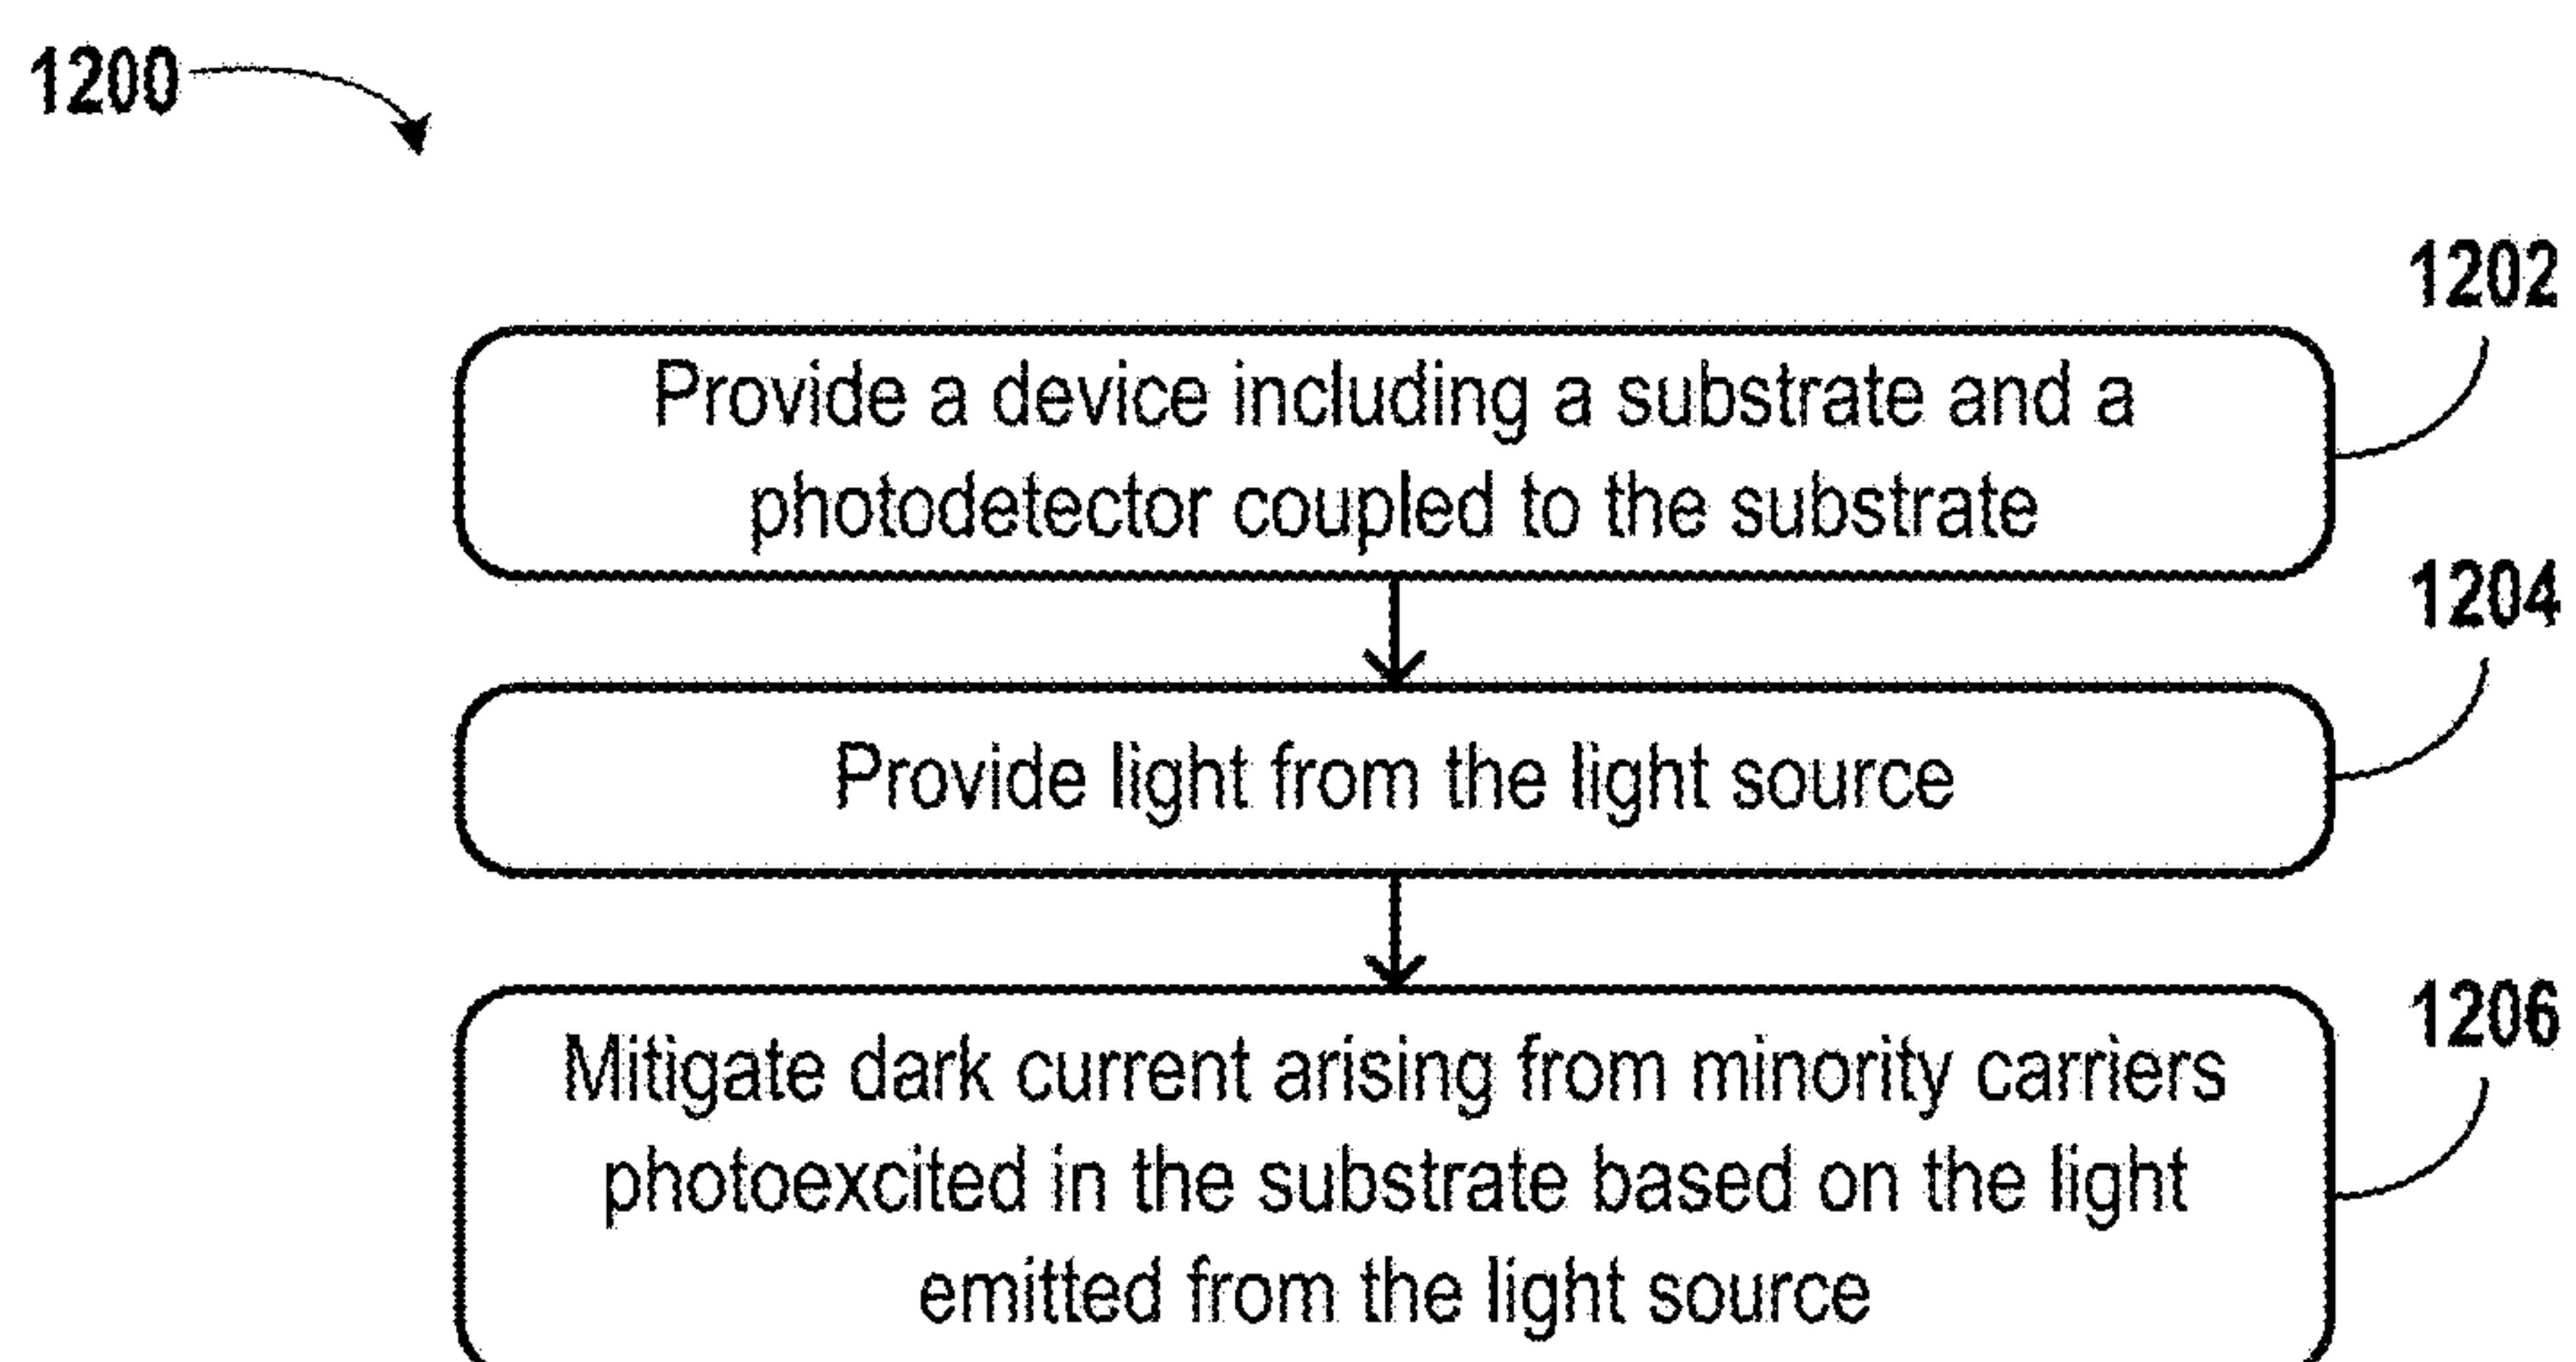 1200
1202
Provide a device including a substrate and a
photodetector coupled to the substrate
1204
Provide light from the light source
1206
Mitigate dark current arising from minority carriers
photoexcited in the substrate based on the light
emitted from the light source